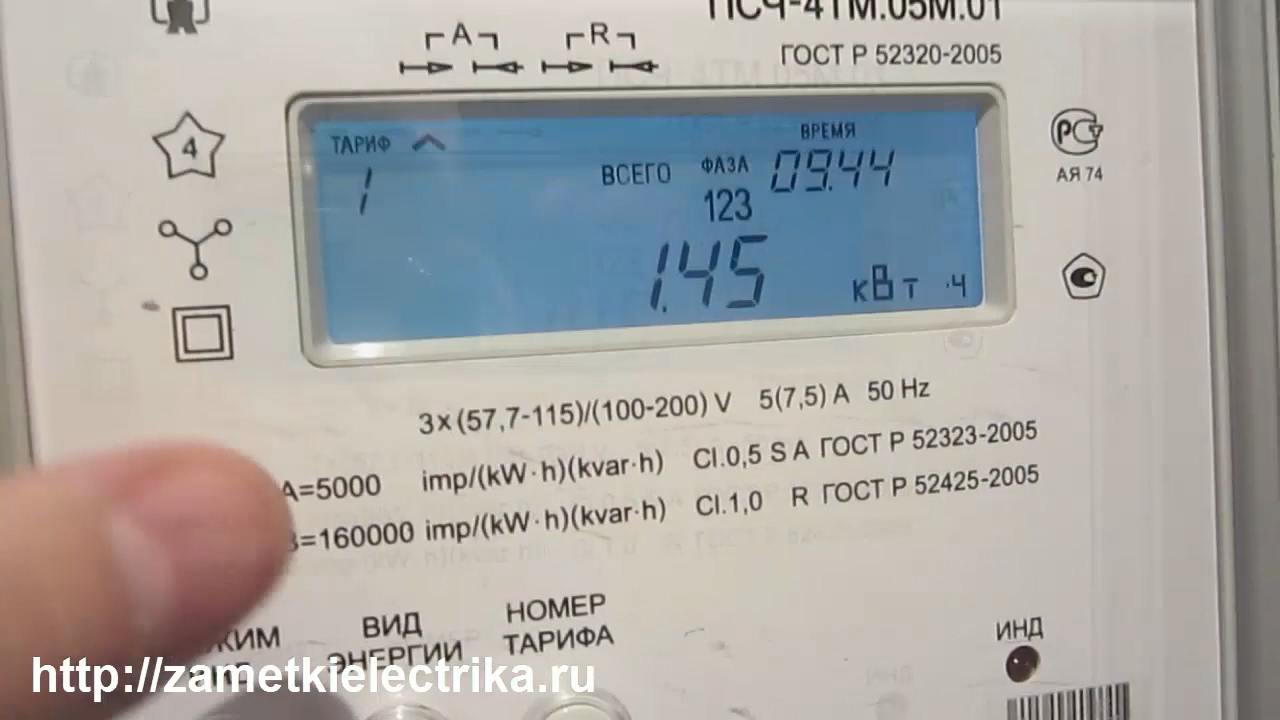 ПСЧ-4ТМ.05М.01
A R
ГОСТ Р 52320-2005
4
ТАРИФ
1
ВСЕГО ФАЗА 123
ВРЕМЯ
09.44
1.45 кВт·ч
АЯ 74
3×(57,7-115)/(100-200) V 5(7,5) A 50 Hz
A=5000 imp/(kW·h)(kvar·h) Cl.0,5 S A ГОСТ Р 52323-2005
=160000 imp/(kW·h)(kvar·h) Cl.1,0 R ГОСТ Р 52425-2005
ВИД
ЭНЕРГИИ
НОМЕР
ТАРИФА
ИНД
http://zametkielectrika.ru